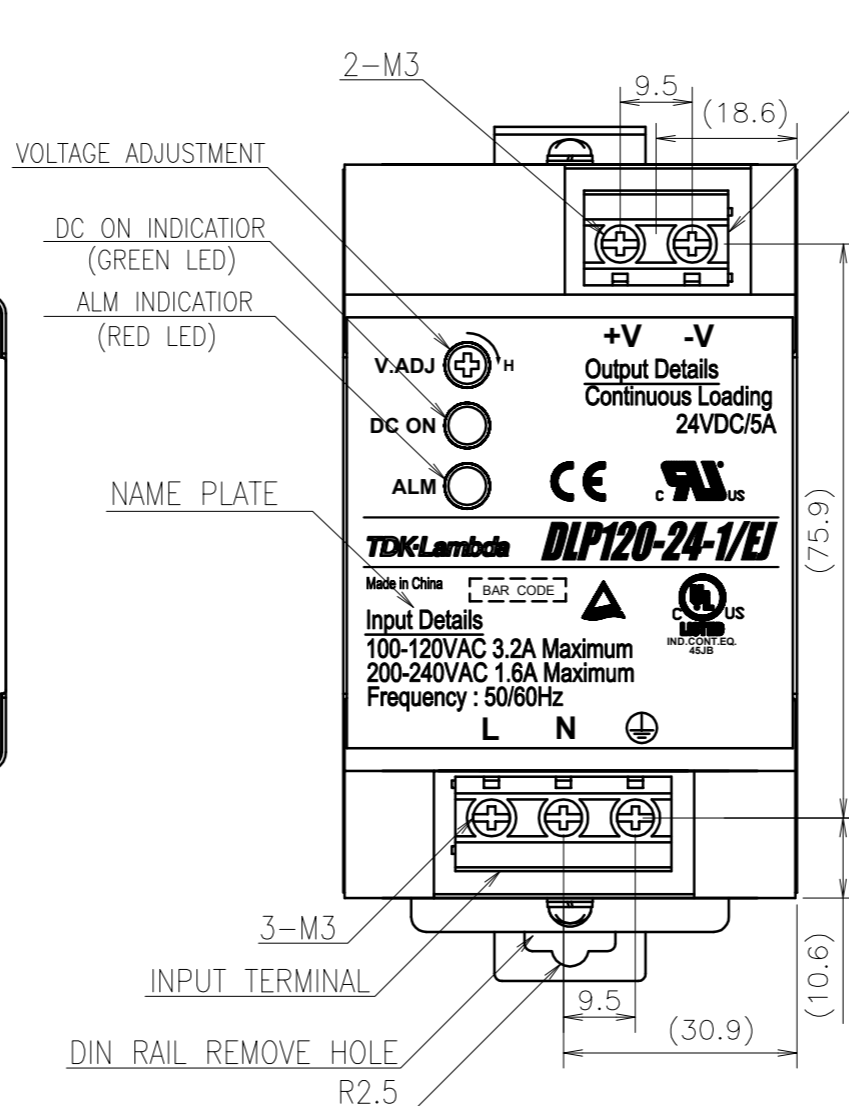 2-M3
9.5
(18.6)
VOLTAGE ADJUSTMENT
DC ON INDICATIOR
(GREEN LED)
ALM INDICATIOR
(RED LED)
+V -V
V.ADJ H
Output Details
Continuous Loading
24VDC/5A
DC ON
ALM
CE
c RU US
NAME PLATE
(75.9)
TDK-Lambda DLP120-24-1/EJ
Made in China
BAR CODE
C UL US
LISTED
IND.CONT.EQ.
45JB
Input Details
100-120VAC 3.2A Maximum
200-240VAC 1.6A Maximum
Frequency : 50/60Hz
L N
3-M3
INPUT TERMINAL
9.5
(10.6)
(30.9)
DIN RAIL REMOVE HOLE
R2.5